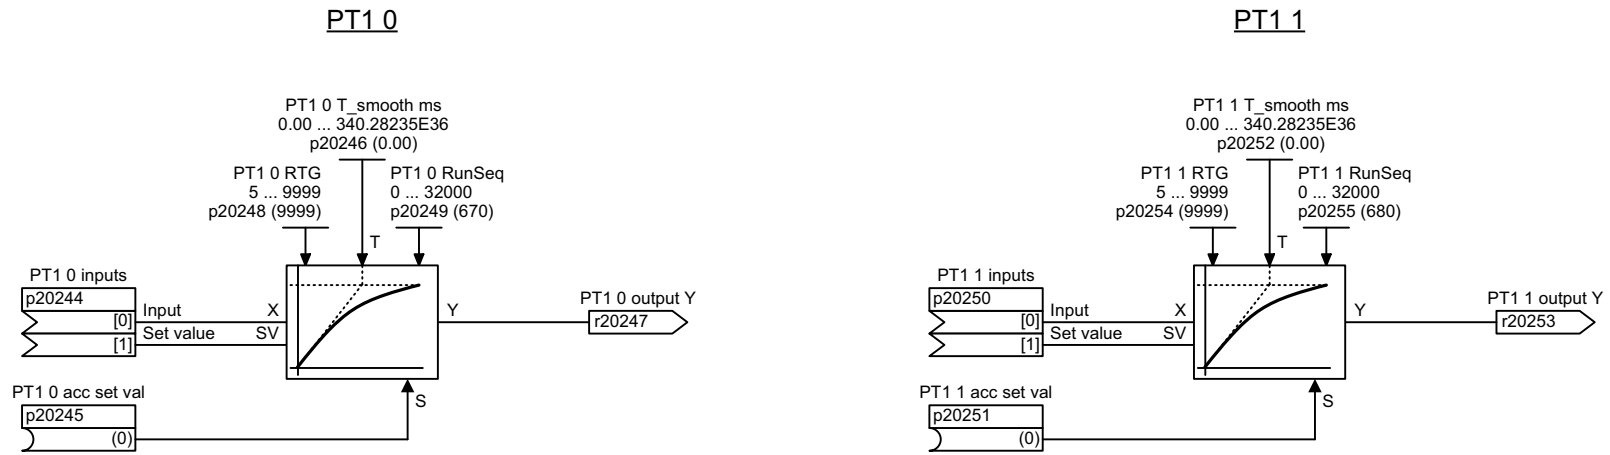 PT1 0
PT1 0 T_smooth ms
0.00 ... 340.28235E36
p20246 (0.00)
PT1 0 RTG
5 ... 9999
p20248 (9999)
PT1 0 RunSeq
0 ... 32000
p20249 (670)
T
PT1 0 inputs
p20244
[0]
[1]
Input
Set value
X
SV
Y
PT1 0 output Y
r20247
PT1 0 acc set val
p20245
(0)
S
PT1 1
PT1 1 T_smooth ms
0.00 ... 340.28235E36
p20252 (0.00)
PT1 1 RTG
5 ... 9999
p20254 (9999)
PT1 1 RunSeq
0 ... 32000
p20255 (680)
T
PT1 1 inputs
p20250
[0]
[1]
Input
Set value
X
SV
Y
PT1 1 output Y
r20253
PT1 1 acc set val
p20251
(0)
S